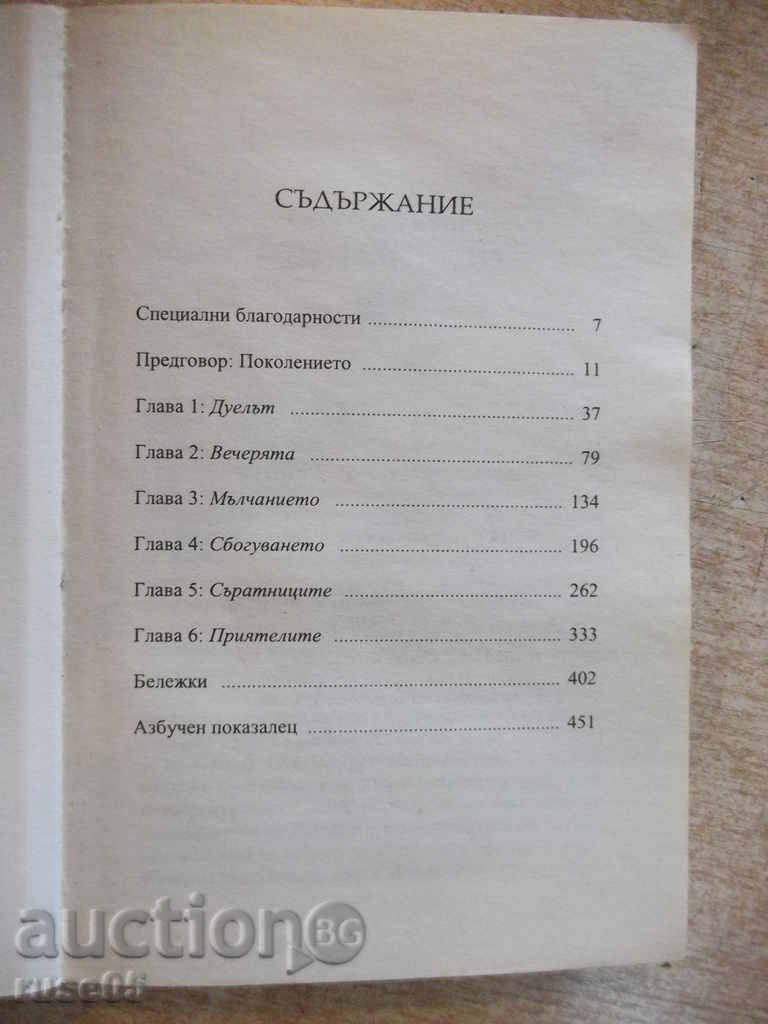 СЪДЪРЖАНИЕ
Специални благодарности ........................ 7
Предговор: Поколението ........................ 11
Глава 1: Дуелът ........................ 37
Глава 2: Вечерята ........................ 79
Глава 3: Мълчанието ........................ 134
Глава 4: Сбогуването ........................ 196
Глава 5: Съратниците ........................ 262
Глава 6: Приятелите ........................ 333
Бележки ........................ 402
Азбучен показалец ........................ 451
auction BG
ruse05